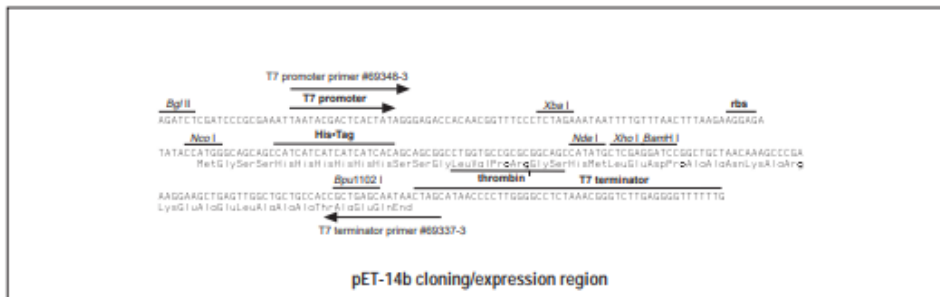 T7 promoter primer #69348-3
T7 promoter
Bgl II Xba I rbs
AGATCTCGATCCCGCGAAATTAATACGACTCACTATAGGGAGACCACAACGGTTTCCCTCTAGAAATAATTTTGTTTAACTTTAAGAAGGAGA
Nco I His•Tag Nde I Xho I BamH I
TATACCATGGGCAGCAGCCATCATCATCATCATCACAGCAGCGGCCTGGTGCCGCGCGGCAGCCATATGCTCGAGGATCCGGCTGCTAACAAAGCCCGA
MetGlySerSerHisHisHisHisHisHisSerSerGlyLeuValProArgGlySerHisMetLeuGluAspProAlaAlaAsnLysAlaArg
Bpu1102 I thrombin T7 terminator
AAGGAAGCTGAGTTGGCTGCTGCCACCGCTGAGCAATAACTAGCATAACCCCTTGGGGCCTCTAAACGGGTCTTGAGGGGTTTTTTG
LysGluAlaGluLeuAlaAlaAlaThrAlaGluGlnEnd
T7 terminator primer #69337-3
pET-14b cloning/expression region